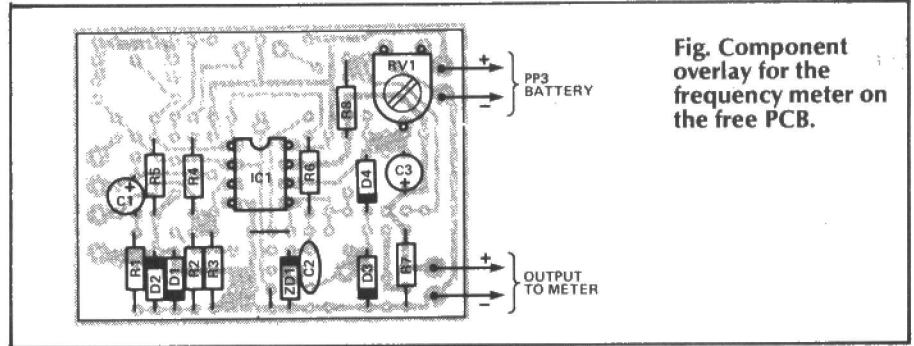 Fig. Component
overlay for the
frequency meter on
the free PCB.
RV1
+
−
PP3
BATTERY
R8
R5
R4
IC1
R6
D4
C3
+
C1
+
R1
D2
D1
R2
R3
ZD1
C2
D3
R7
+
−
OUTPUT
TO METER